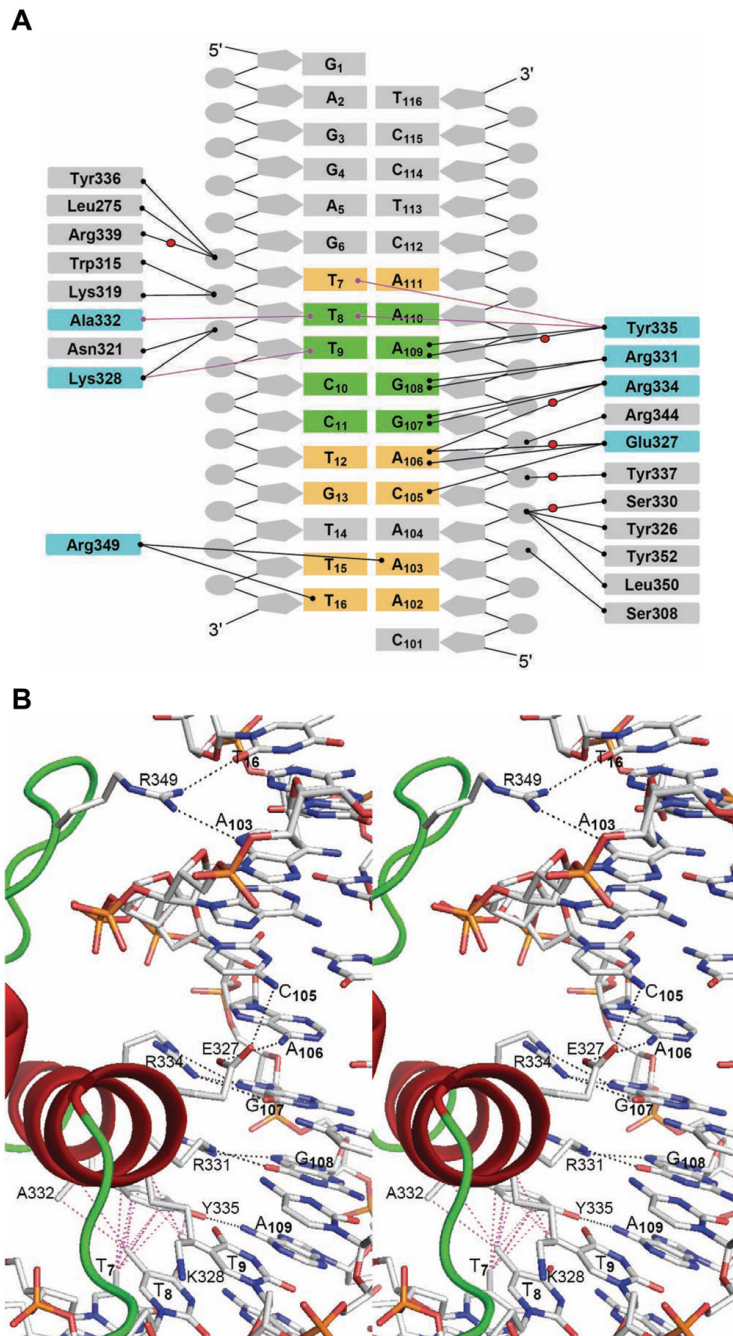 A
5'
G1
3'
A2 T116
G3 C115
G4 C114
A5 T113
G6 C112
T7 A111
T8 A110
T9 A109
C10 G108
C11 G107
T12 A106
G13 C105
T14 A104
T15 A103
T16 A102
3'
C101
5'
Tyr336
Leu275
Arg339
Trp315
Lys319
Ala332
Asn321
Lys328
Arg349
Tyr335
Arg331
Arg334
Arg344
Glu327
Tyr337
Ser330
Tyr326
Tyr352
Leu350
Ser308
B
T16
R349
A103
C105
E327
A106
R334
G107
R331
G108
A332
Y335
A109
T7
T9
K328
T8
T16
R349
A103
C105
E327
A106
R334
G107
R331
G108
A332
Y335
A109
T7
T9
K328
T8